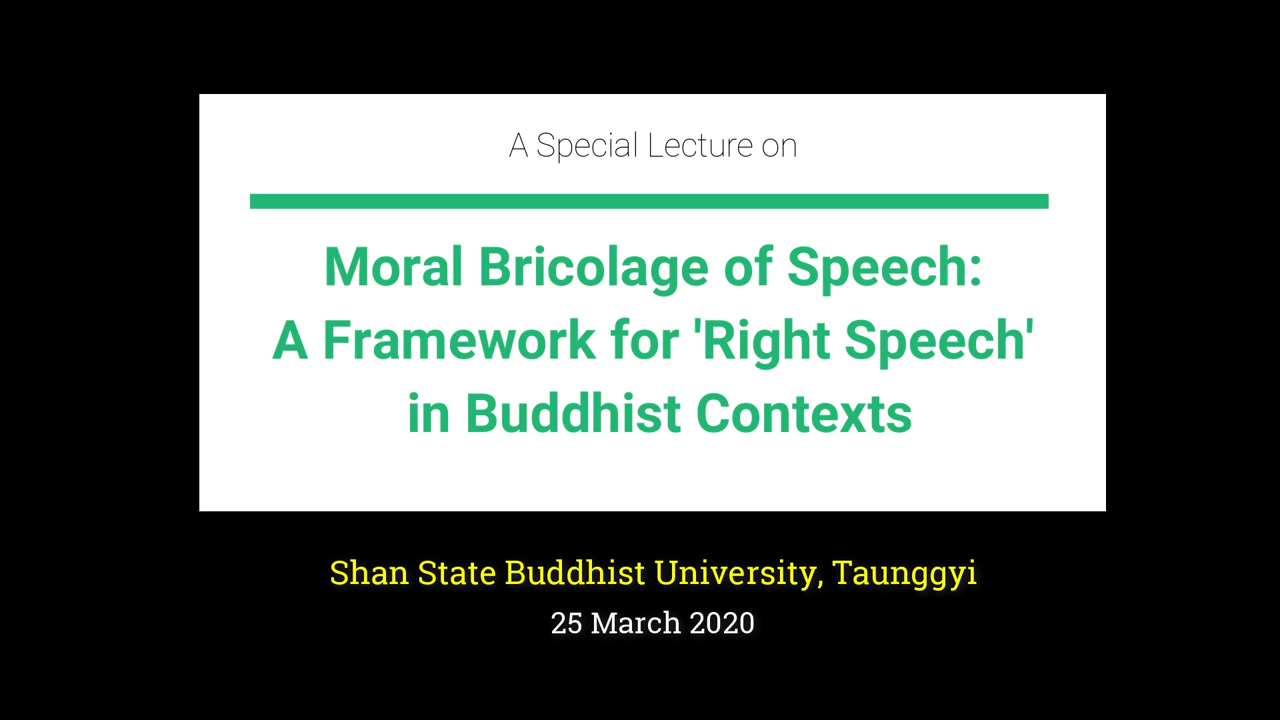 A Special Lecture on
Moral Bricolage of Speech:
A Framework for 'Right Speech'
in Buddhist Contexts
Shan State Buddhist University, Taunggyi
25 March 2020